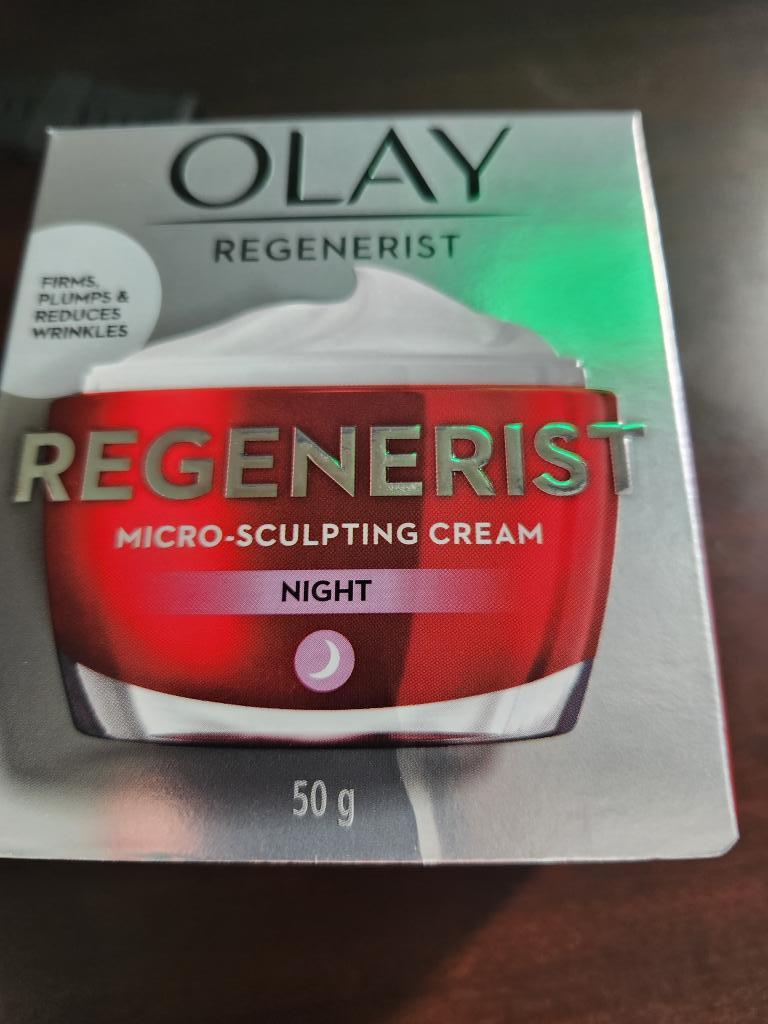 OLAY
REGENERIST
FIRMS,
PLUMPS &
REDUCES
WRINKLES
REGENERIST
MICRO-SCULPTING CREAM
NIGHT
50 g